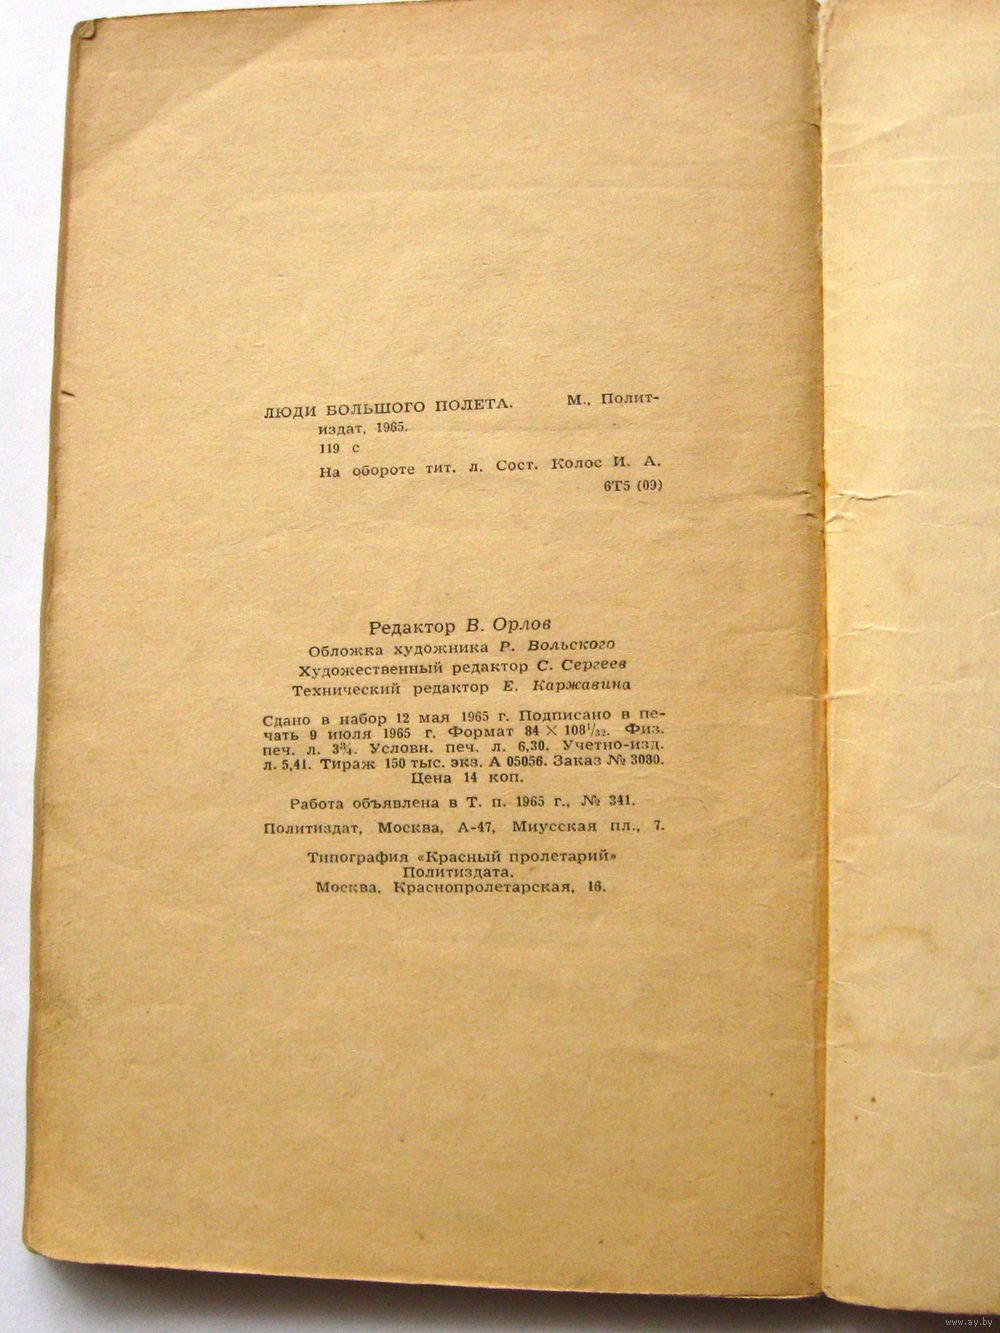 ЛЮДИ БОЛЬШОГО ПОЛЕТА. М., Полит-
издат, 1965.
119 с
На обороте тит. л. Сост. Колос И. А.
6Т5 (09)
Редактор В. Орлов
Обложка художника Р. Вольского
Художественный редактор С. Сергеев
Технический редактор Е. Каржавина
Сдано в набор 12 мая 1965 г. Подписано в пе-
чать 9 июля 1965 г. Формат 84 × 108¹/₃₂. Физ.
печ. л. 3¾. Условн. печ. л. 6,30. Учетно-изд.
л. 5,41. Тираж 150 тыс. экз. А 05056. Заказ № 3080.
Цена 14 коп.
Работа объявлена в Т. п. 1965 г., № 341.
Политиздат, Москва, А-47, Миусская пл., 7.
Типография «Красный пролетарий»
Политиздата.
Москва, Краснопролетарская, 16.
www.ay.by